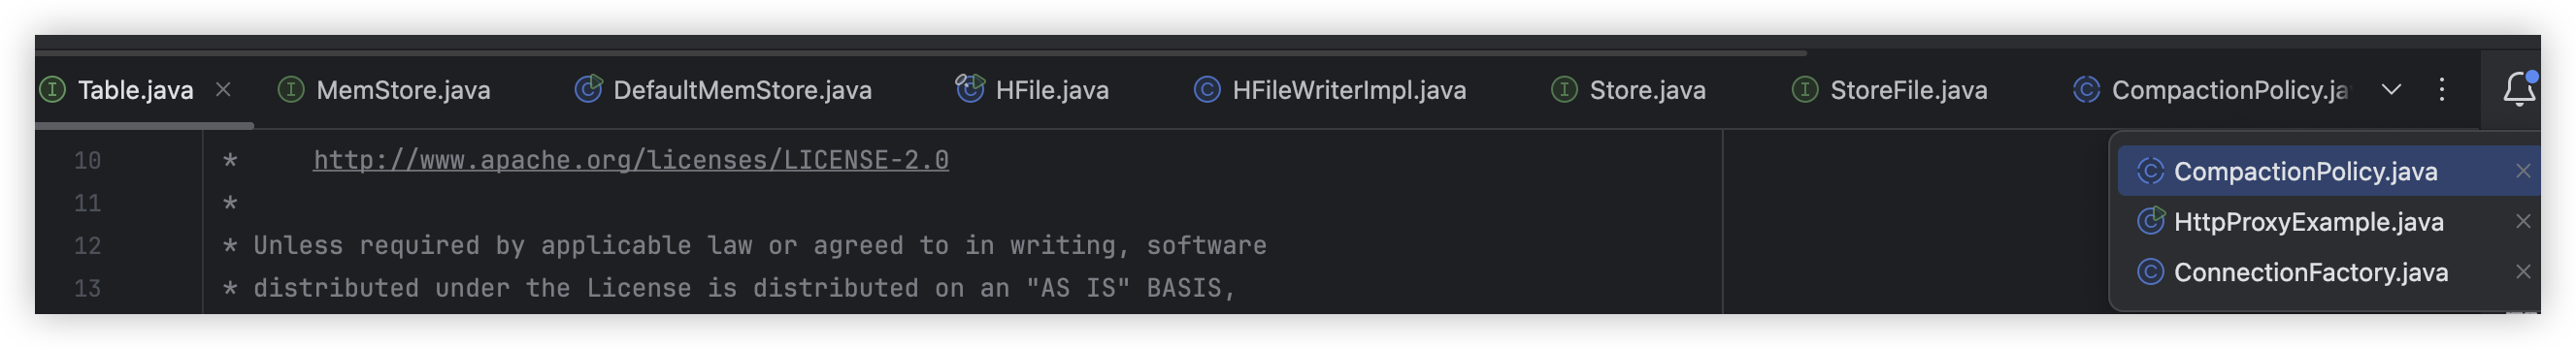 Table.java MemStore.java DefaultMemStore.java HFile.java HFileWriterImpl.java Store.java StoreFile.java CompactionPolicy.ja
10 * http://www.apache.org/licenses/LICENSE-2.0
11 *
12 * Unless required by applicable law or agreed to in writing, software
13 * distributed under the License is distributed on an "AS IS" BASIS,
CompactionPolicy.java
HttpProxyExample.java
ConnectionFactory.java